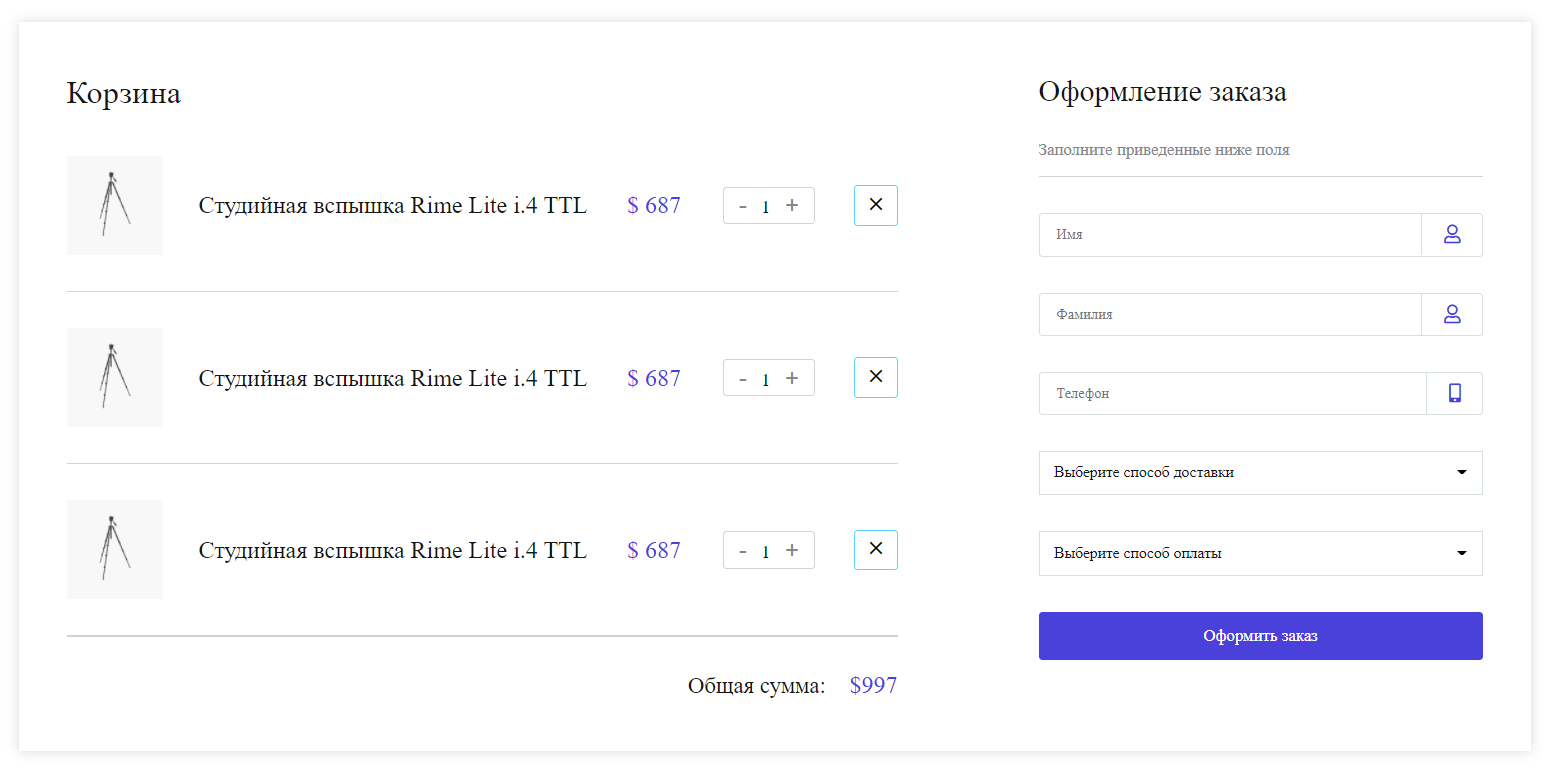 Корзина
Студийная вспышка Rime Lite i.4 TTL $ 687 - 1 + ×
Студийная вспышка Rime Lite i.4 TTL $ 687 - 1 + ×
Студийная вспышка Rime Lite i.4 TTL $ 687 - 1 + ×
Общая сумма: $997
Оформление заказа
Заполните приведенные ниже поля
Имя
Фамилия
Телефон
Выберите способ доставки
Выберите способ оплаты
Оформить заказ